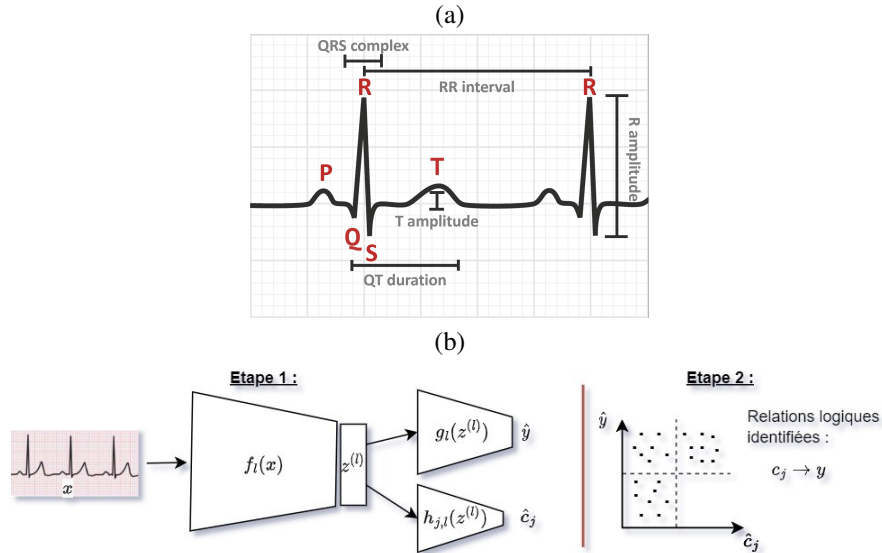 (a)
QRS complex
RR interval
R
R
R amplitude
P
T
T amplitude
Q
S
QT duration
(b)
Etape 1 :
x
f_l(x)
z^{(l)}
g_l(z^{(l)})
ŷ
h_{j,l}(z^{(l)})
ĉ_j
Etape 2 :
ŷ
ĉ_j
Relations logiques
identifiées :
c_j → y